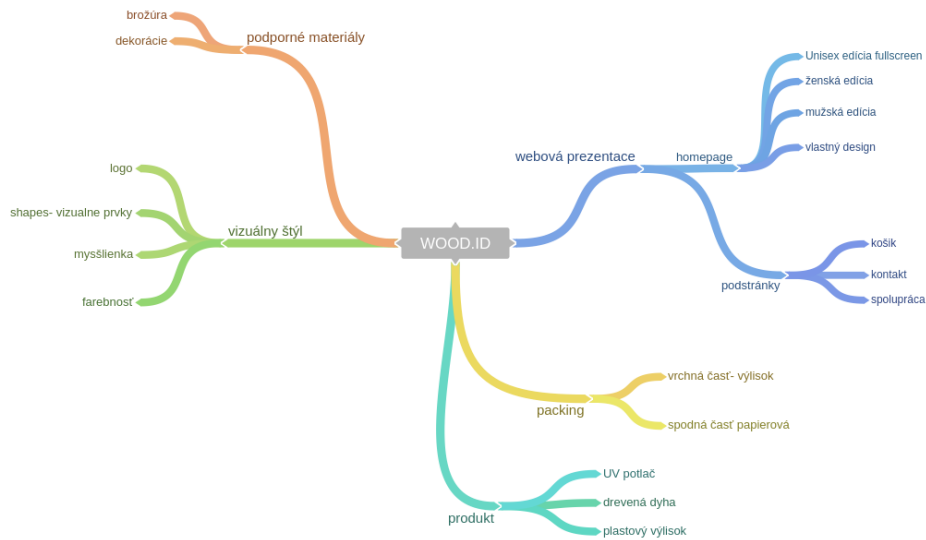 brožúra
dekorácie
podporné materiály
logo
shapes- vizualne prvky
vizuálny štýl
mysšlienka
farebnosť
WOOD.ID
webová prezentace
homepage
Unisex edícia fullscreen
ženská edícia
mužská edícia
vlastný design
podstránky
košik
kontakt
spolupráca
packing
vrchná časť- výlisok
spodná časť papierová
produkt
UV potlač
drevená dyha
plastový výlisok